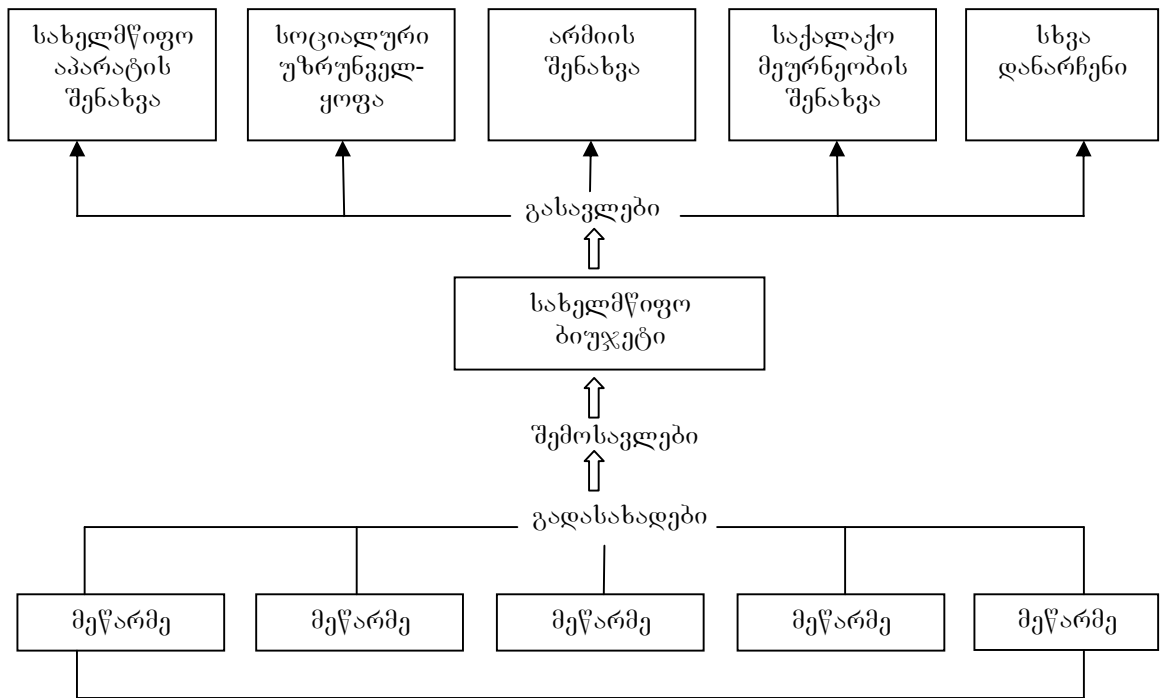 სახელმწიფო
აპარატის
შენახვა
სოციალური
უზრუნველ-
ყოფა
არმიის
შენახვა
საქალაქო
მეურნეობის
შენახვა
სხვა
დანარჩენი
გასავლები
სახელმწიფო
ბიუჯეტი
შემოსავლები
გადასახადები
მეწარმე
მეწარმე
მეწარმე
მეწარმე
მეწარმე